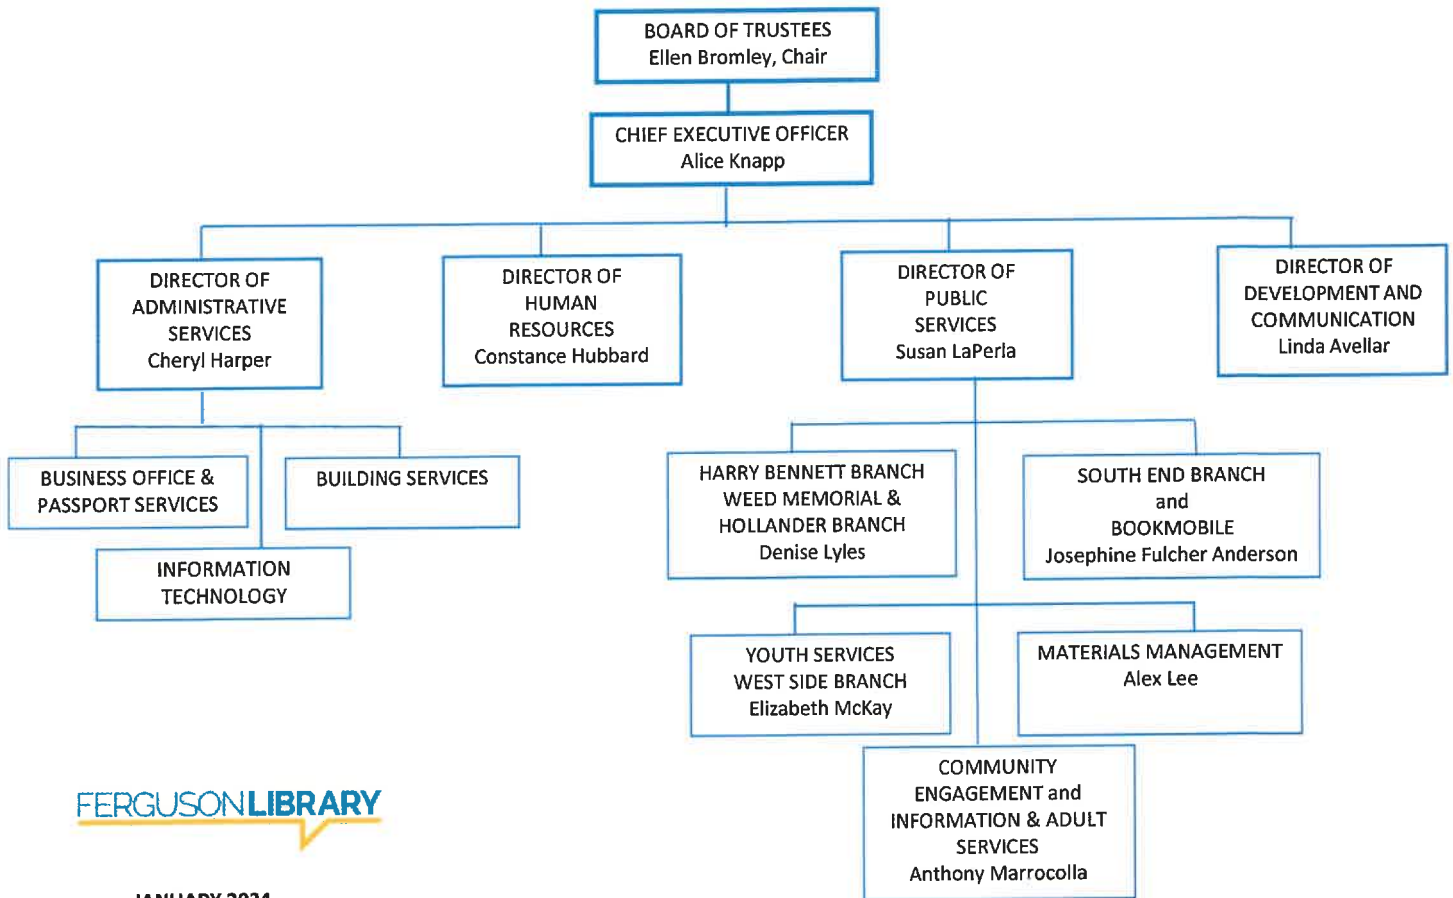 BOARD OF TRUSTEES
Ellen Bromley, Chair
CHIEF EXECUTIVE OFFICER
Alice Knapp
DIRECTOR OF
ADMINISTRATIVE
SERVICES
Cheryl Harper
DIRECTOR OF
HUMAN
RESOURCES
Constance Hubbard
DIRECTOR OF
PUBLIC
SERVICES
Susan LaPerla
DIRECTOR OF
DEVELOPMENT AND
COMMUNICATION
Linda Avellar
BUSINESS OFFICE &
PASSPORT SERVICES
BUILDING SERVICES
INFORMATION
TECHNOLOGY
HARRY BENNETT BRANCH
WEED MEMORIAL &
HOLLANDER BRANCH
Denise Lyles
SOUTH END BRANCH
and
BOOKMOBILE
Josephine Fulcher Anderson
YOUTH SERVICES
WEST SIDE BRANCH
Elizabeth McKay
MATERIALS MANAGEMENT
Alex Lee
COMMUNITY
ENGAGEMENT and
INFORMATION & ADULT
SERVICES
Anthony Marrocolla
FERGUSON LIBRARY
JANUARY 2024